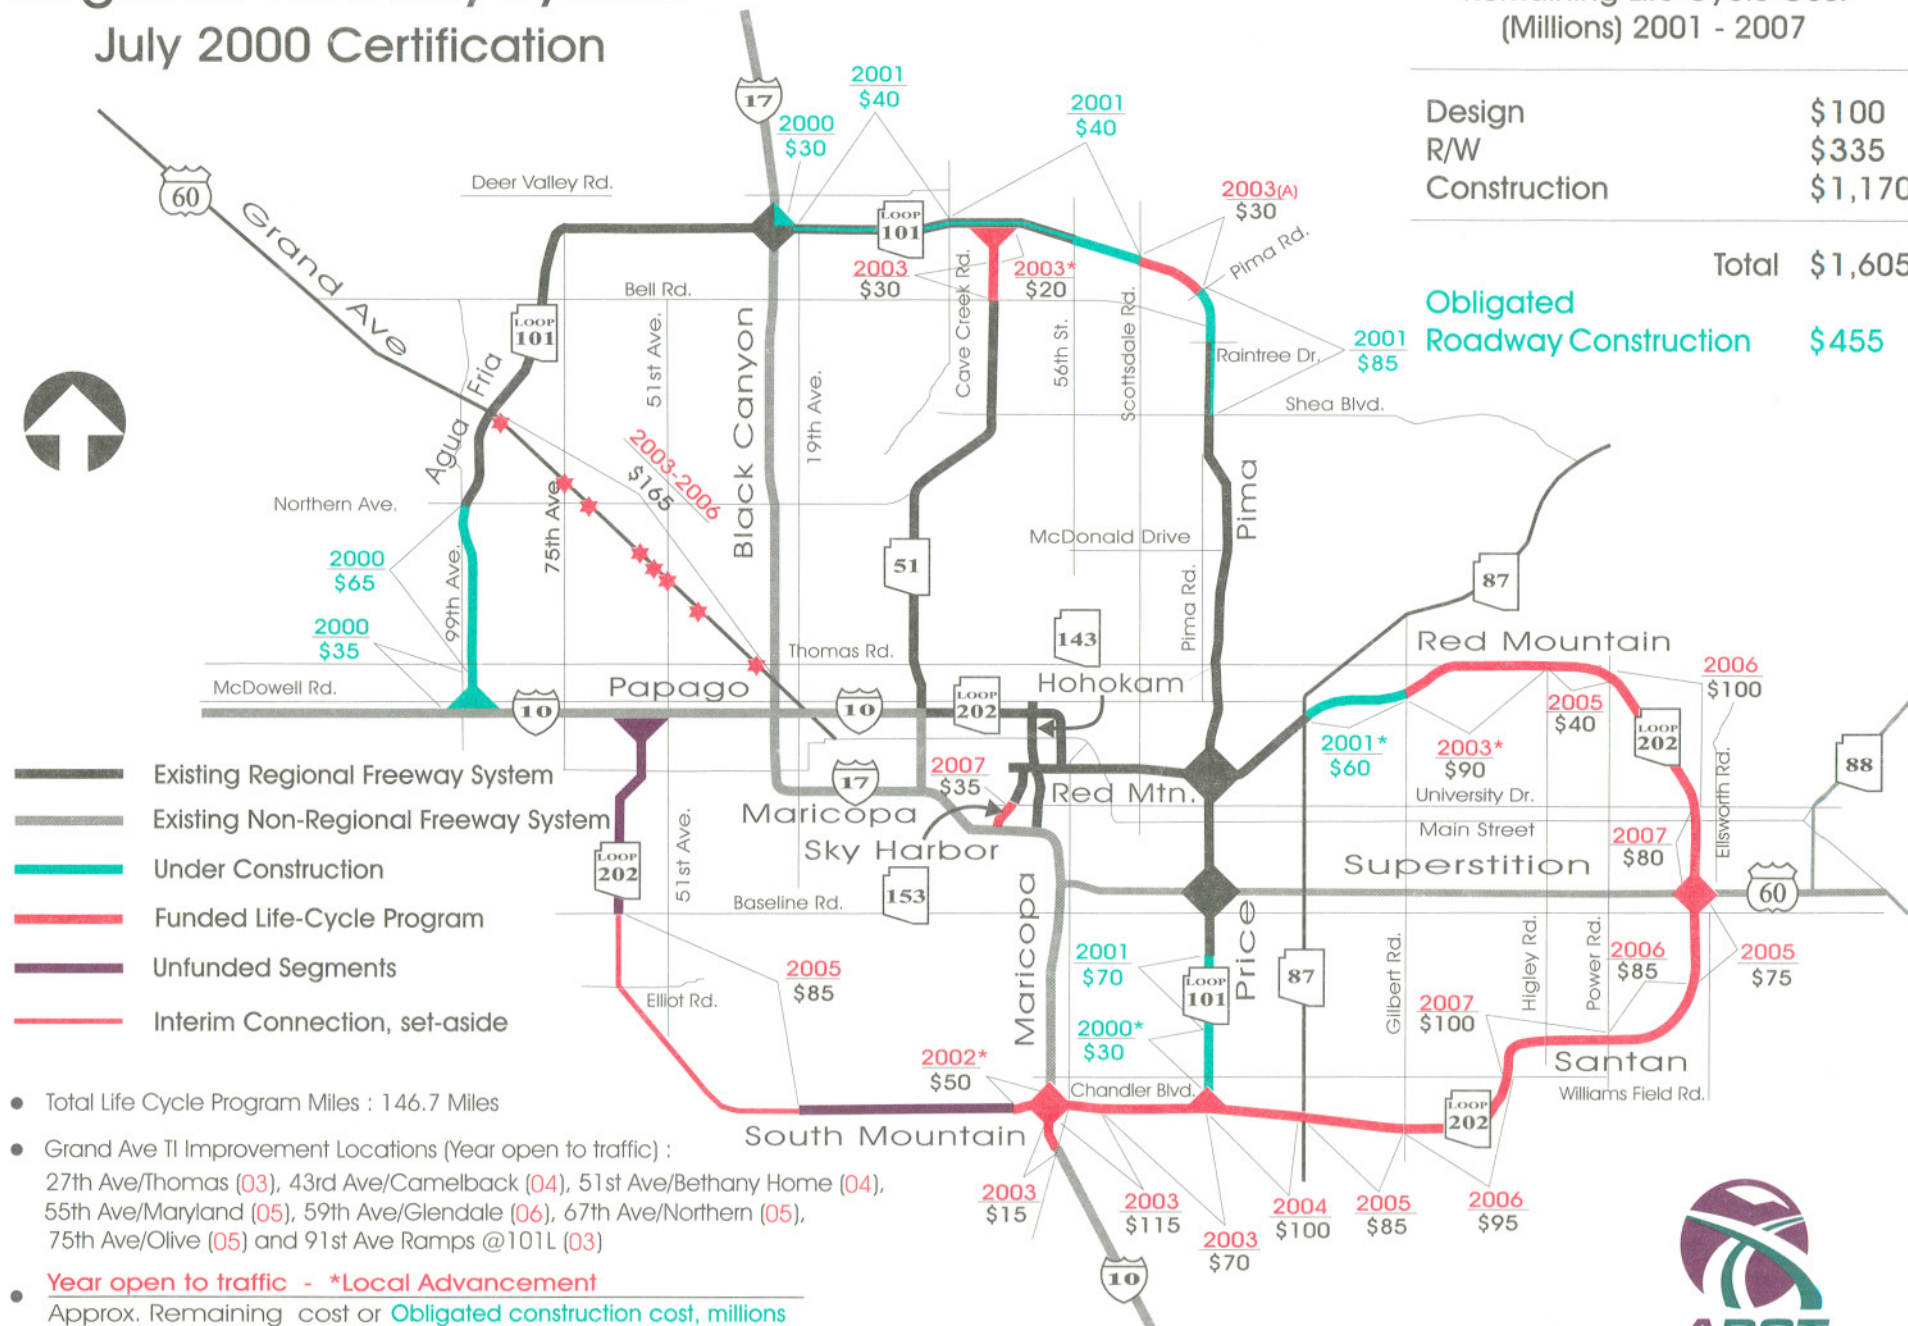 July 2000 Certification
(Millions) 2001 - 2007
Design $100
R/W $335
Construction $1,170
Total $1,605
Obligated
Roadway Construction $455
17
2001
$40
2000
$30
2001
$40
60
Grand Ave
Deer Valley Rd.
LOOP
101
2003(A)
$30
Pima Rd.
2003
$30
2003*
$20
Bell Rd.
LOOP
101
Agua Fria
51st Ave.
Black Canyon
19th Ave.
Cave Creek Rd.
56th St.
Scottsdale Rd.
Raintree Dr.
2001
$85
Shea Blvd.
2003-2006
$165
Northern Ave.
75th Ave
99th Ave.
2000
$65
2000
$35
51
McDonald Drive
Pima
Pima Rd.
87
143
Hohokam
Thomas Rd.
McDowell Rd.
Papago
10
10
LOOP
202
Red Mountain
2006
$100
2005
$40
LOOP
202
2001*
$60
2003*
$90
Ellsworth Rd.
88
17
Maricopa
2007
$35
Red Mtn.
University Dr.
Main Street
2007
$80
Sky Harbor
153
Superstition
60
Existing Regional Freeway System
Existing Non-Regional Freeway System
Under Construction
Funded Life-Cycle Program
Unfunded Segments
Interim Connection, set-aside
LOOP
202
51st Ave.
Baseline Rd.
Elliot Rd.
2005
$85
Maricopa
2001
$70
LOOP
101
Price
87
2000*
$30
Gilbert Rd.
Higley Rd.
Power Rd.
2006
$85
2005
$75
2007
$100
Santan
Williams Field Rd.
LOOP
202
2002*
$50
Chandler Blvd.
South Mountain
2003
$15
2003
$115
2003
$70
2004
$100
2005
$85
2006
$95
10
• Total Life Cycle Program Miles : 146.7 Miles
• Grand Ave TI Improvement Locations (Year open to traffic) :
27th Ave/Thomas (03), 43rd Ave/Camelback (04), 51st Ave/Bethany Home (04),
55th Ave/Maryland (05), 59th Ave/Glendale (06), 67th Ave/Northern (05),
75th Ave/Olive (05) and 91st Ave Ramps @101L (03)
• Year open to traffic - *Local Advancement
Approx. Remaining cost or Obligated construction cost, millions